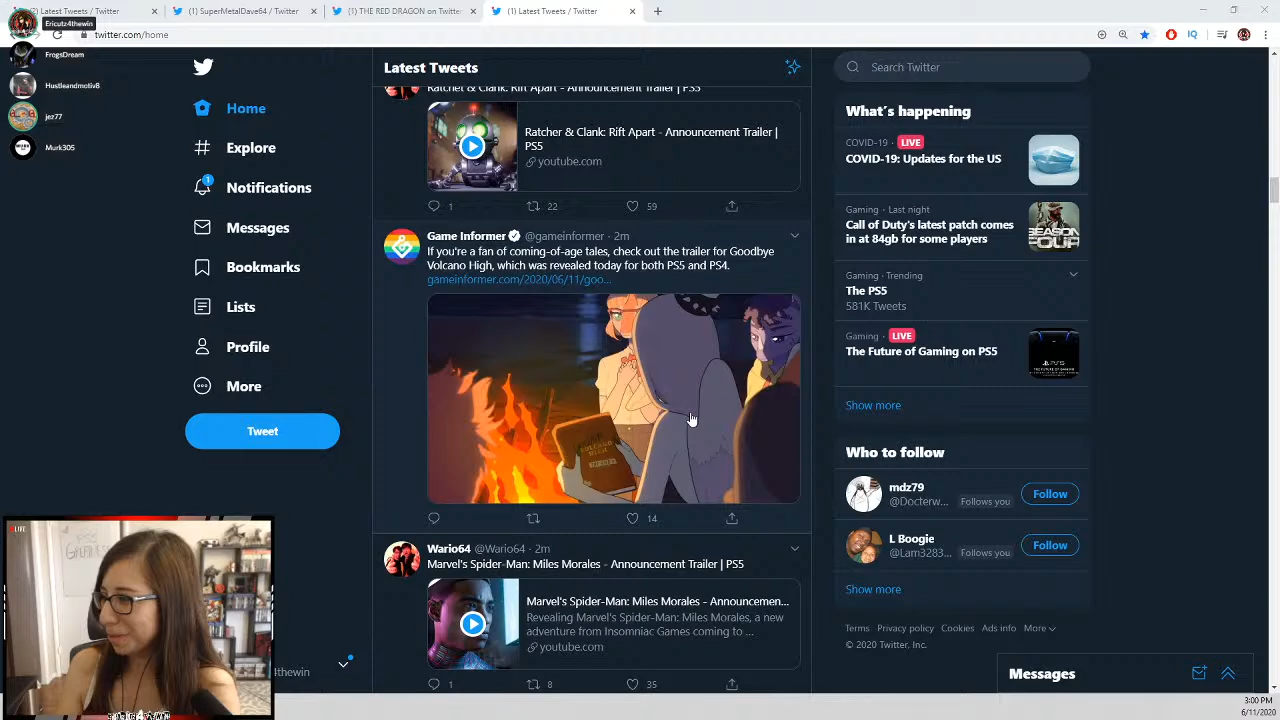 (2) Latest Tweets / Twitter
(1) SuperMetalDave64 / Twitter
(1) THE RED DRAGON on Twitter
(1) Latest Tweets / Twitter
twitter.com/home
Ericutz4thewin
FrogsDream
Hustleandmotiv8
jez77
Murk305
Home
Explore
1
Notifications
Messages
Bookmarks
Lists
Profile
More
Tweet
Latest Tweets
Ratchet & Clank: Rift Apart - Announcement Trailer | PS5
Ratchet & Clank: Rift Apart - Announcement Trailer |
PS5
youtube.com
1 22 59
Game Informer @gameinformer · 2m
If you're a fan of coming-of-age tales, check out the trailer for Goodbye
Volcano High, which was revealed today for both PS5 and PS4.
gameinformer.com/2020/06/11/goo...
VOLCANO HIGH
14
Wario64 @Wario64 · 2m
Marvel's Spider-Man: Miles Morales - Announcement Trailer | PS5
Marvel's Spider-Man: Miles Morales - Announcemen...
Revealing Marvel's Spider-Man: Miles Morales, a new
adventure from Insomniac Games coming to ...
youtube.com
1 8 35
Search Twitter
What's happening
COVID-19 · LIVE
COVID-19: Updates for the US
Gaming · Last night
Call of Duty's latest patch comes
in at 84gb for some players
Gaming · Trending
The PS5
581K Tweets
Gaming · LIVE
The Future of Gaming on PS5
Show more
Who to follow
mdz79
@Docterw... Follows you
Follow
L Boogie
@Lam3283... Follows you
Follow
Show more
Terms Privacy policy Cookies Ads info More
© 2020 Twitter, Inc.
Messages
LIVE
4thewin
3:00 PM
6/11/2020